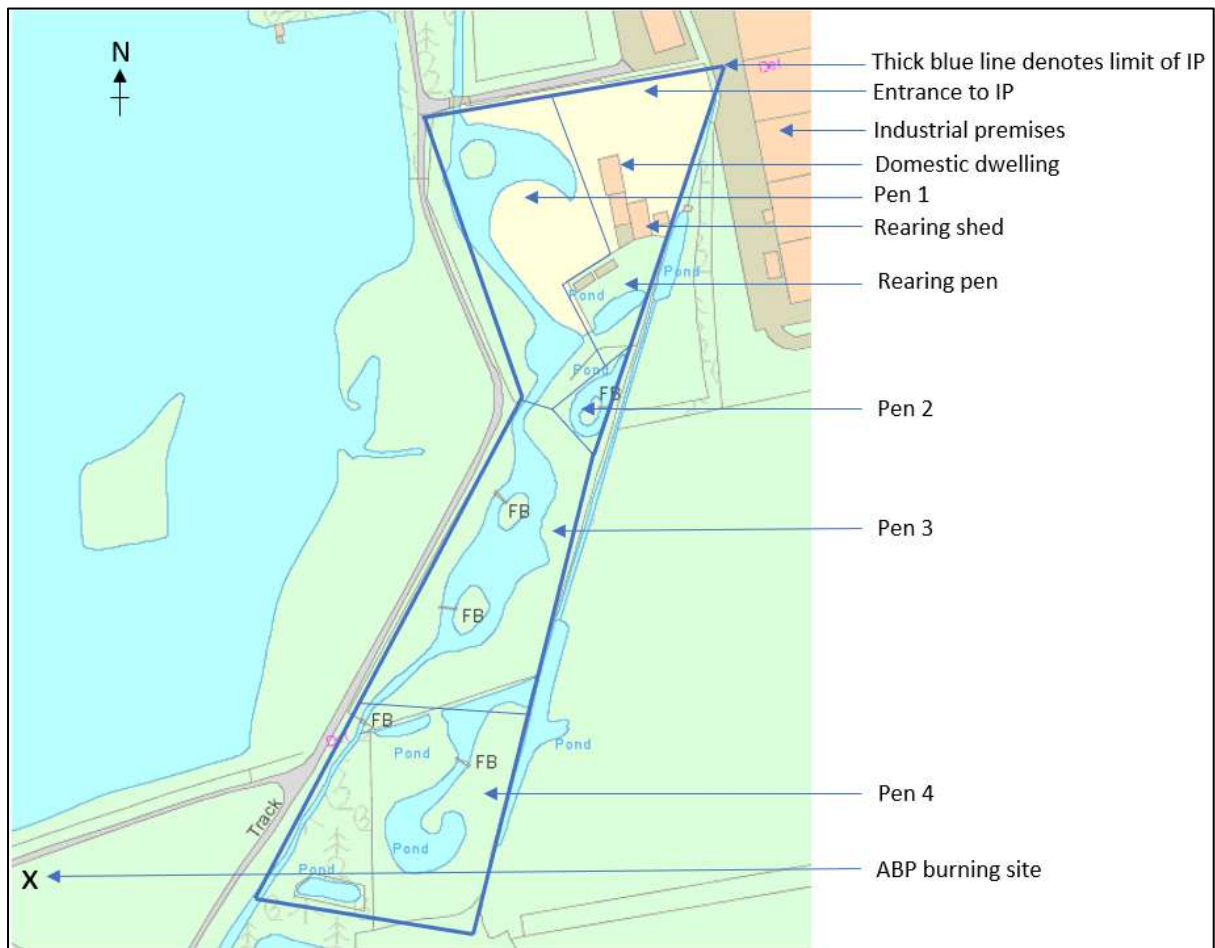 N
Thick blue line denotes limit of IP
Def
Entrance to IP
Industrial premises
Domestic dwelling
Pen 1
Rearing shed
Pond
Rearing pen
Pond
Pond
FB
Pen 2
FB
Pen 3
FB
FB
Pond
Pond
FB
Pen 4
Track
Pond
Pond
X
ABP burning site